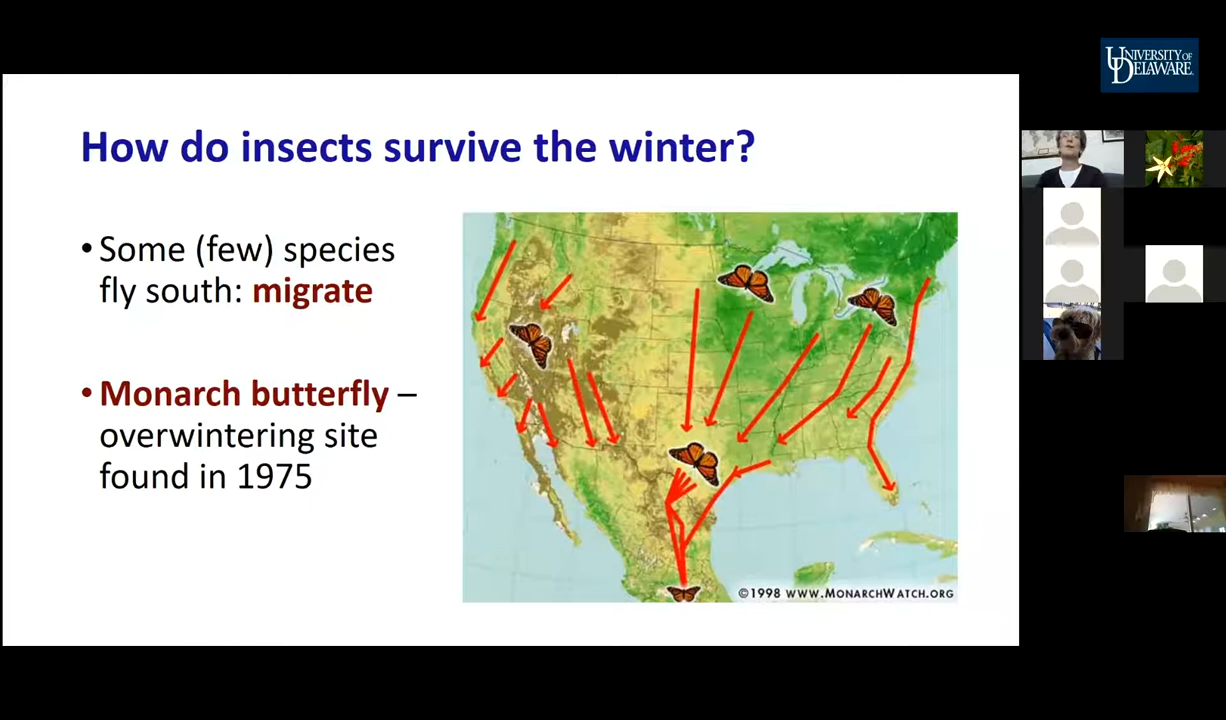 UNIVERSITY OF
DELAWARE.
How do insects survive the winter?
• Some (few) species
fly south: migrate
• Monarch butterfly –
overwintering site
found in 1975
©1998 WWW.MONARCHWATCH.ORG